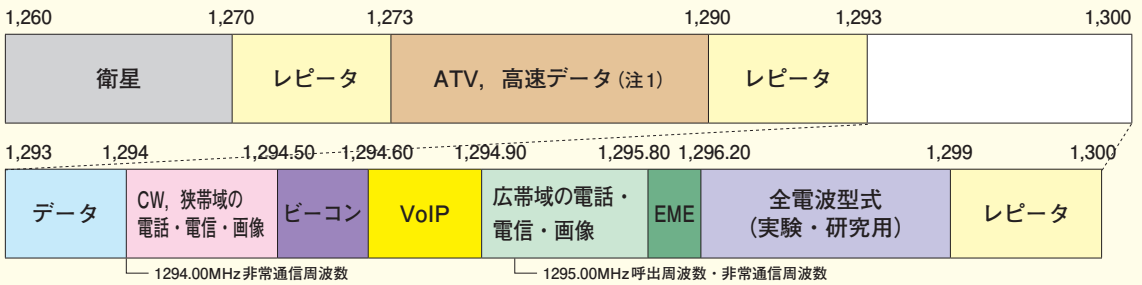 1,260 1,270 1,273 1,290 1,293 1,300
衛星 レピータ ATV，高速データ（注1） レピータ
1,293 1,294 1,294.50 1,294.60 1,294.90 1,295.80 1,296.20 1,299 1,300
データ
CW，狭帯域の
電話・電信・画像
ビーコン
VoIP
広帯域の電話・
電信・画像
EME
全電波型式
（実験・研究用）
レピータ
1294.00MHz非常通信周波数
1295.00MHz呼出周波数・非常通信周波数